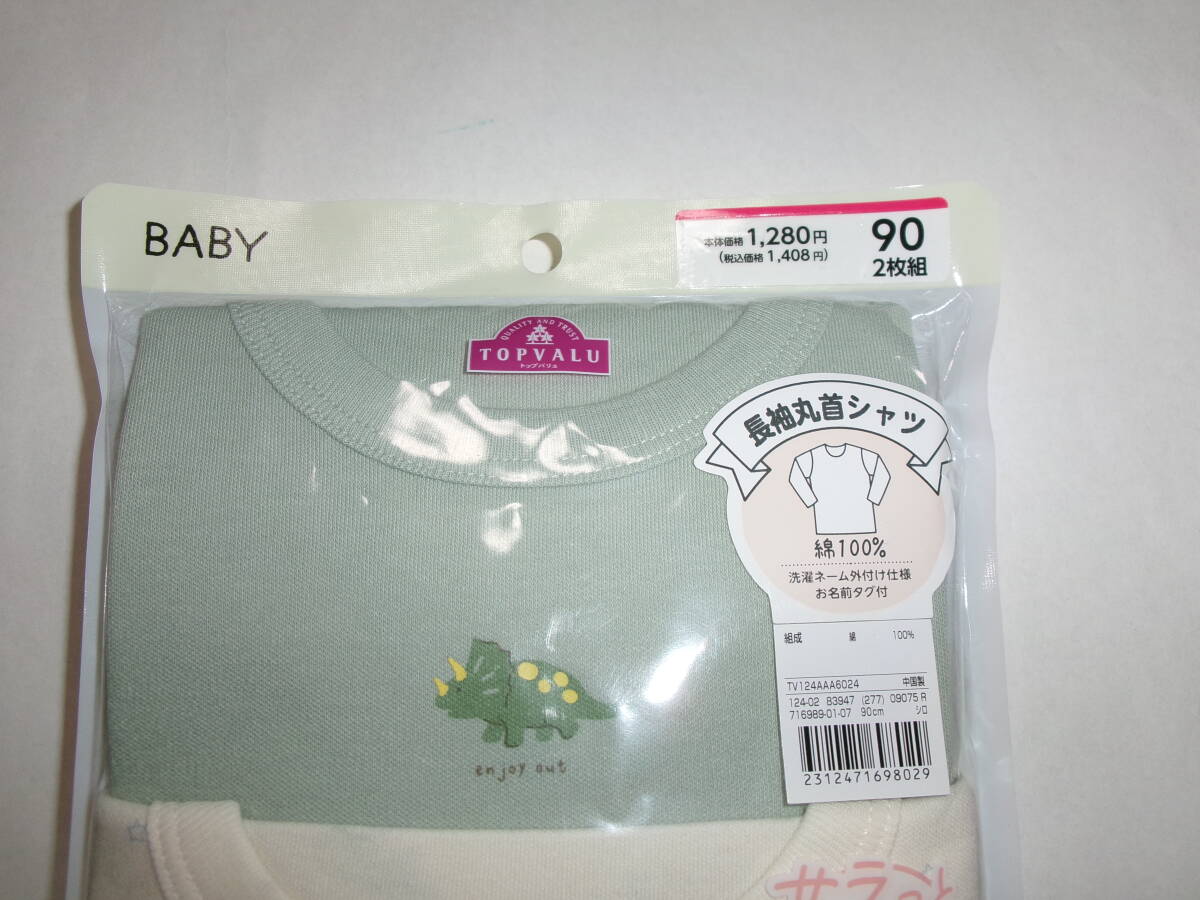 BABY
本体価格 1,280円
(税込価格 1,408円)
90
2枚組
QUALITY AND TRUST
TOPVALU
トップバリュ
長袖丸首シャツ
綿100%
洗濯ネーム外付け仕様
お名前タグ付
組成 綿 100%
TV124AAA6024 中国製
124-02 83947 (277) 09075 R
716989-01-07 90cm シロ
2312471698029
enjoy out
サラっと